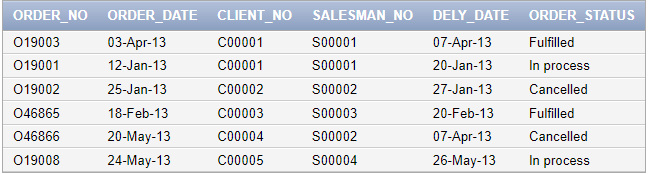 ORDER_NO ORDER_DATE CLIENT_NO SALESMAN_NO DELY_DATE ORDER_STATUS
O19003 03-Apr-13 C00001 S00001 07-Apr-13 Fulfilled
O19001 12-Jan-13 C00001 S00001 20-Jan-13 In process
O19002 25-Jan-13 C00002 S00002 27-Jan-13 Cancelled
O46865 18-Feb-13 C00003 S00003 20-Feb-13 Fulfilled
O46866 20-May-13 C00004 S00002 07-Apr-13 Cancelled
O19008 24-May-13 C00005 S00004 26-May-13 In process